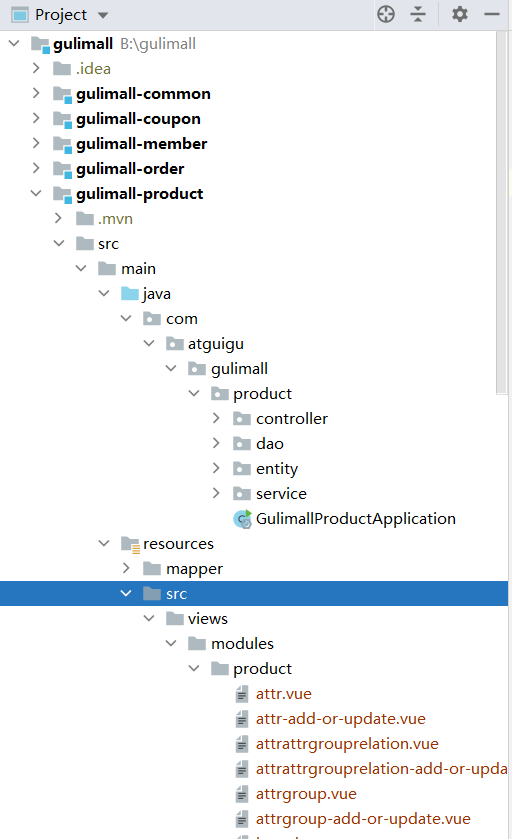 Project
gulimall B:\gulimall
.idea
gulimall-common
gulimall-coupon
gulimall-member
gulimall-order
gulimall-product
.mvn
src
main
java
com
atguigu
gulimall
product
controller
dao
entity
service
GulimallProductApplication
resources
mapper
src
views
modules
product
attr.vue
attr-add-or-update.vue
attrattrgrouprelation.vue
attrattrgrouprelation-add-or-upda
attrgroup.vue
attrgroup-add-or-update.vue